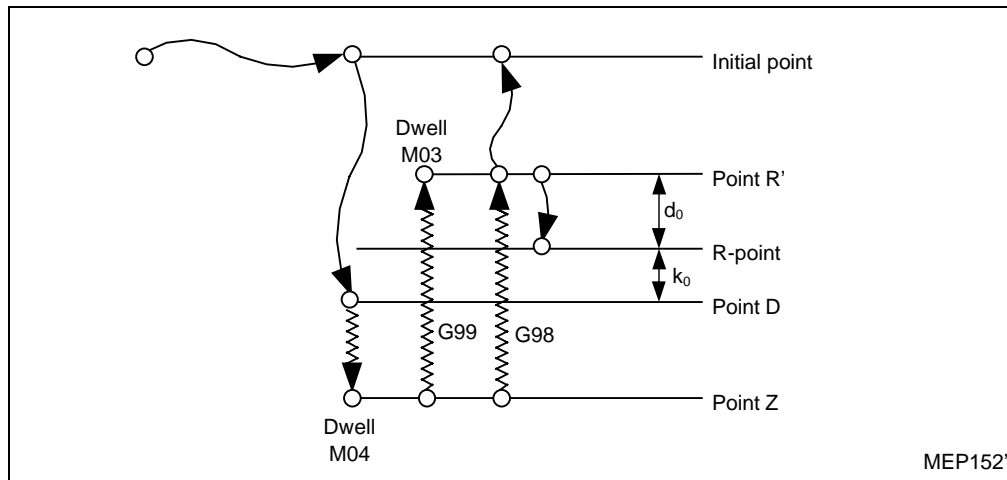 Initial point
Dwell
M03
Point R’
d₀
R-point
k₀
Point D
G99
G98
Point Z
Dwell
M04
MEP152’